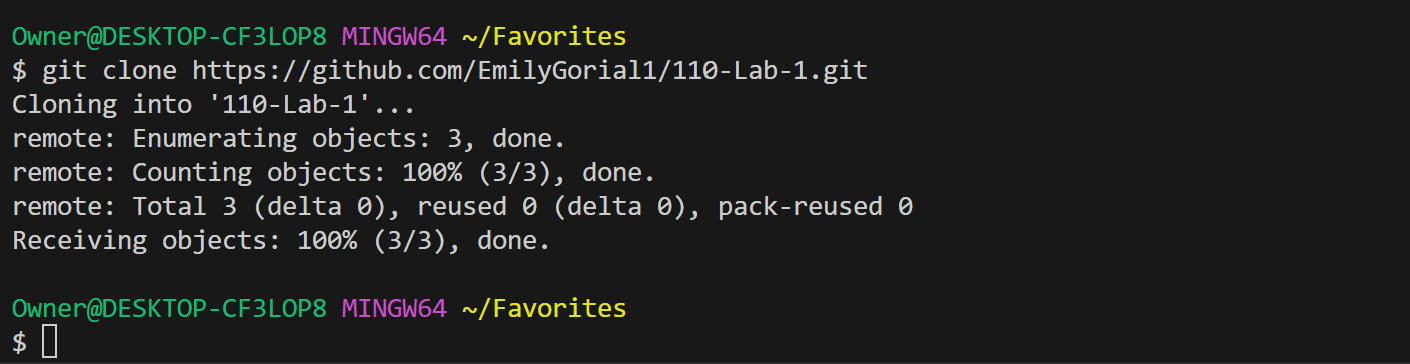 Owner@DESKTOP-CF3LOP8 MINGW64 ~/Favorites
$ git clone https://github.com/EmilyGorial1/110-Lab-1.git
Cloning into '110-Lab-1'...
remote: Enumerating objects: 3, done.
remote: Counting objects: 100% (3/3), done.
remote: Total 3 (delta 0), reused 0 (delta 0), pack-reused 0
Receiving objects: 100% (3/3), done.
Owner@DESKTOP-CF3LOP8 MINGW64 ~/Favorites
$